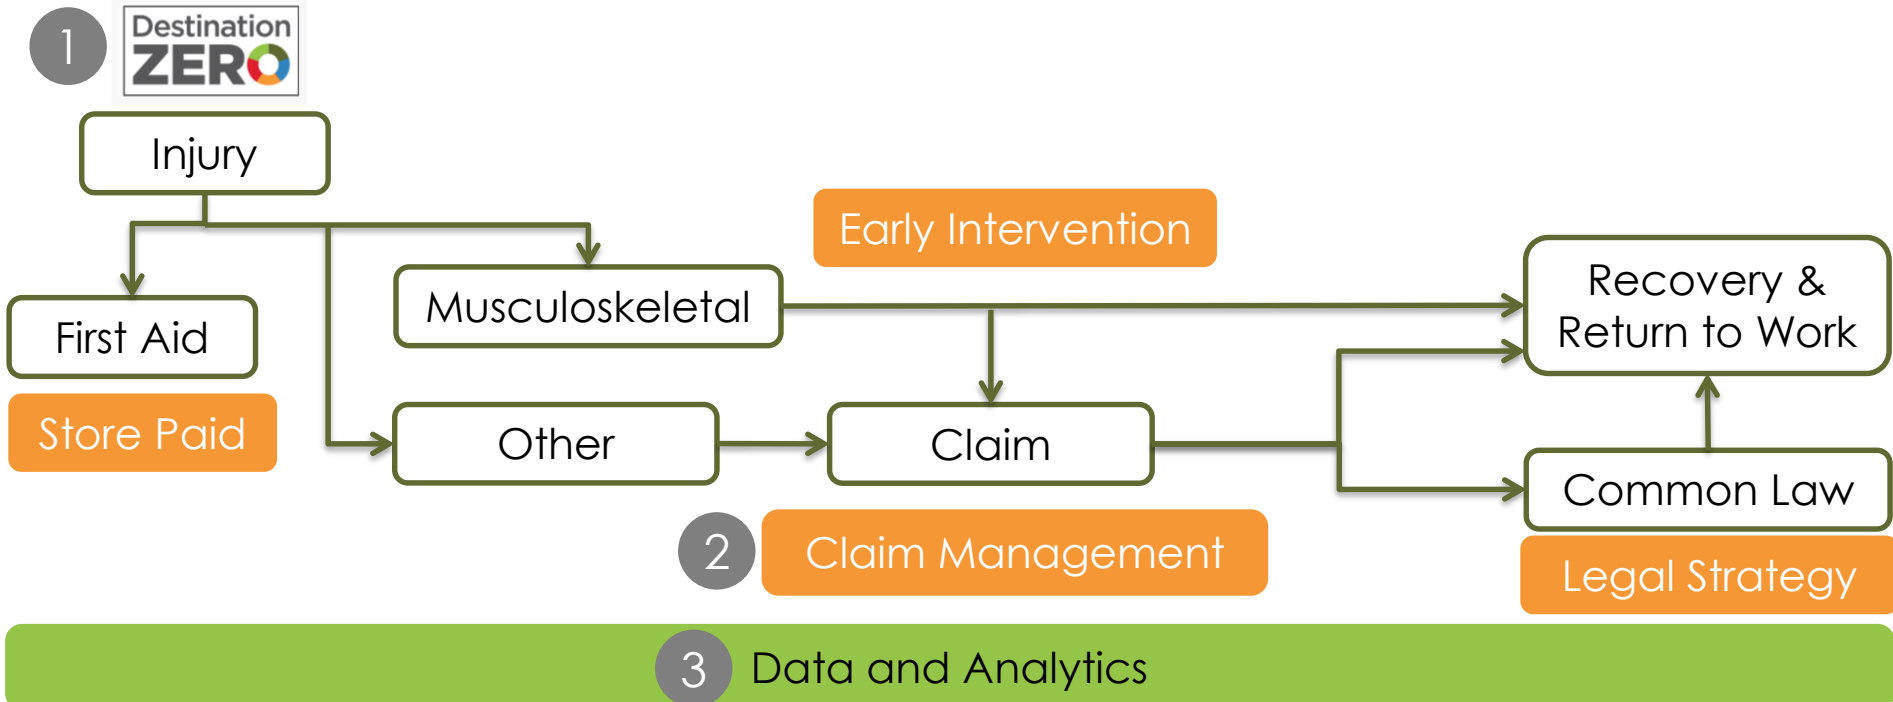 1
Destination
ZERO
Injury
Early Intervention
Musculoskeletal
Recovery &
Return to Work
First Aid
Store Paid
Other
Claim
Common Law
2
Claim Management
Legal Strategy
3
Data and Analytics